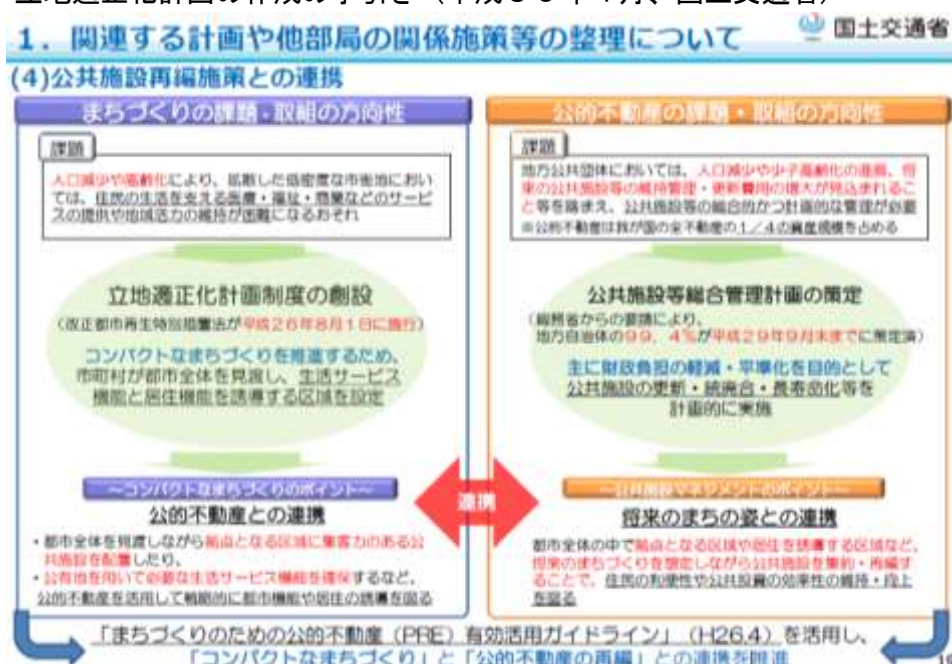 立地適正化計画の作成の手引き（平成３０年４月、国土交通省）
1．関連する計画や他部局の関係施策等の整理について
国土交通省
(4)公共施設再編施策との連携
まちづくりの課題・取組の方向性
課題
人口減少や高齢化により、拡散した低密度な市街地におい
ては、住民の生活を支える医療・福祉・商業などのサービ
スの提供や地域活力の維持が困難になるおそれ
立地適正化計画制度の創設
（改正都市再生特別措置法が平成２６年８月１日に施行）
コンパクトなまちづくりを推進するため、
市町村が都市全体を見渡し、生活サービス
機能と居住機能を誘導する区域を設定
～コンパクトなまちづくりのポイント～
公的不動産との連携
・都市全体を見渡しながら拠点となる区域に集客力のある公
共施設を配置したり、
・公有地を用いて必要な生活サービス機能を確保するなど、
公的不動産を活用して戦略的に都市機能や居住の誘導を図る
公的不動産の課題・取組の方向性
課題
地方公共団体においては、人口減少や少子高齢化の進展、将
来の公共施設等の維持管理・更新費用の増大が見込まれるこ
と等を踏まえ、公共施設等の総合的かつ計画的な管理が必要
※公的不動産は我が国の全不動産の１／４の資産規模を占める
公共施設等総合管理計画の策定
（総務省からの要請により、
地方自治体の９９．４％が平成２９年９月末までに策定済）
主に財政負担の軽減・平準化を目的として
公共施設の更新・統廃合・長寿命化等を
計画的に実施
～公共施設マネジメントのポイント～
将来のまちの姿との連携
都市全体の中で拠点となる区域や居住を誘導する区域など、
将来のまちづくりを想定しながら公共施設を集約・再編す
ることで、住民の利便性や公共投資の効率性の維持・向上
を図る
連携
「まちづくりのための公的不動産（PRE）有効活用ガイドライン」（H26.4）を活用し、
「コンパクトなまちづくり」と「公的不動産の再編」との連携を推進